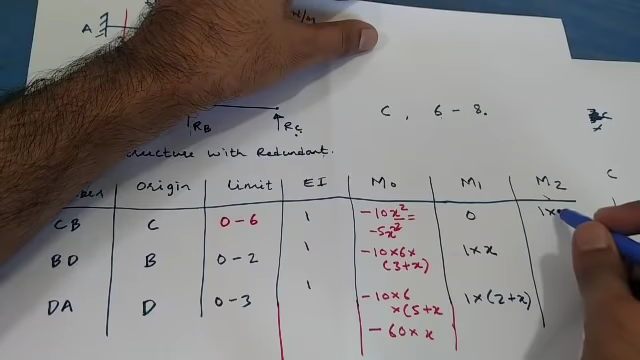 A
C , 6 - 8.
R_B
R_C
ructure with Redundant.
C
ber Origin Limit EI M0 M1 M2
CB C 0-6 1 -10x²= 0 1×x
-5x²
BD B 0-2 1 -10×6× 1×x
(3+x)
DA D 0-3 1 -10×6 1×(2+x)
×(5+x
-60×x